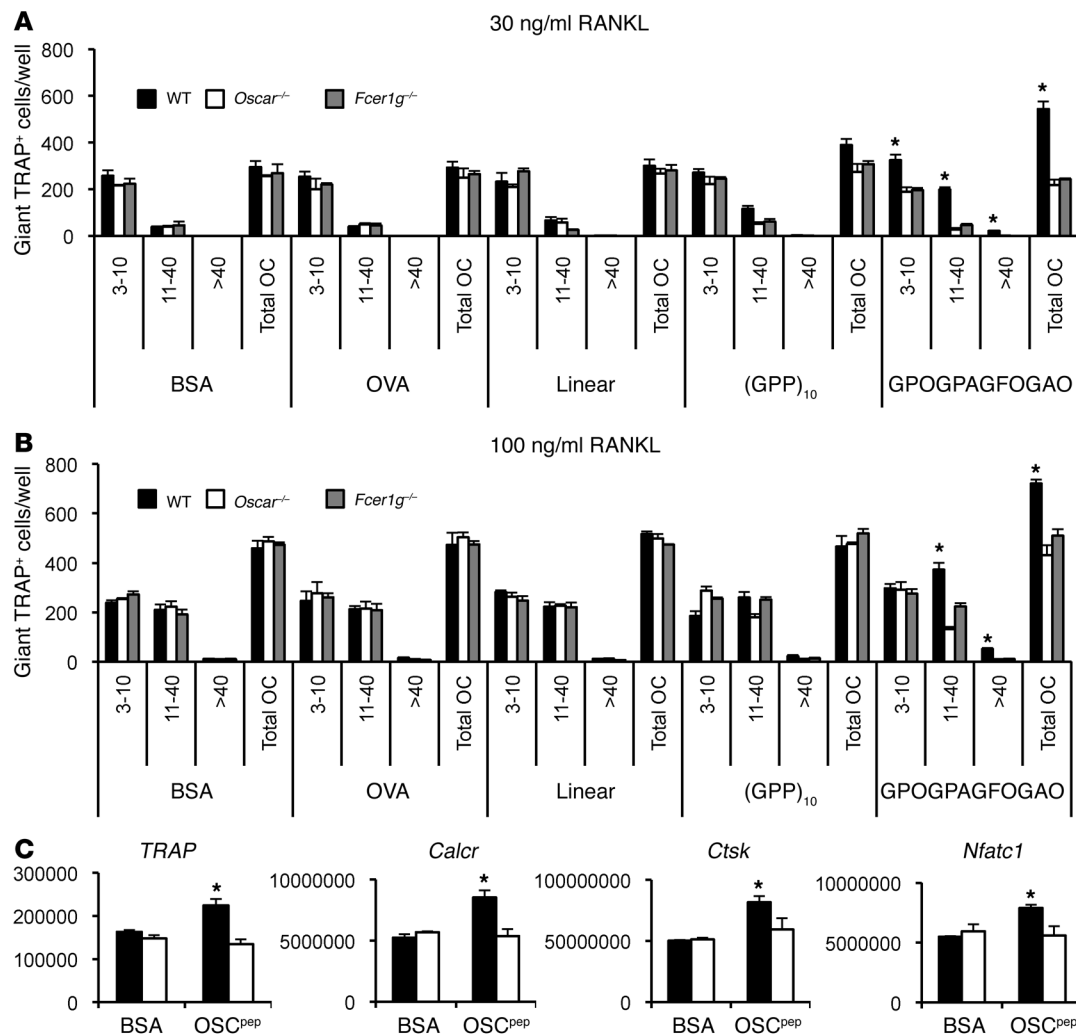 A
30 ng/ml RANKL
Giant TRAP⁺ cells/well
800
600
400
200
0
WT Oscar⁻/⁻ Fcer1g⁻/⁻
* * * *
3-10 11-40 >40 Total OC 3-10 11-40 >40 Total OC 3-10 11-40 >40 Total OC 3-10 11-40 >40 Total OC 3-10 11-40 >40 Total OC
BSA OVA Linear (GPP)₁₀ GPOGPAGFOGAO
B
100 ng/ml RANKL
Giant TRAP⁺ cells/well
800
600
400
200
0
WT Oscar⁻/⁻ Fcer1g⁻/⁻
* * *
3-10 11-40 >40 Total OC 3-10 11-40 >40 Total OC 3-10 11-40 >40 Total OC 3-10 11-40 >40 Total OC 3-10 11-40 >40 Total OC
BSA OVA Linear (GPP)₁₀ GPOGPAGFOGAO
C
TRAP
300000
200000
100000
0
*
BSA OSCᵖᵉᵖ
Calcr
10000000
5000000
0
*
BSA OSCᵖᵉᵖ
Ctsk
100000000
50000000
0
*
BSA OSCᵖᵉᵖ
Nfatc1
10000000
5000000
0
*
BSA OSCᵖᵉᵖ